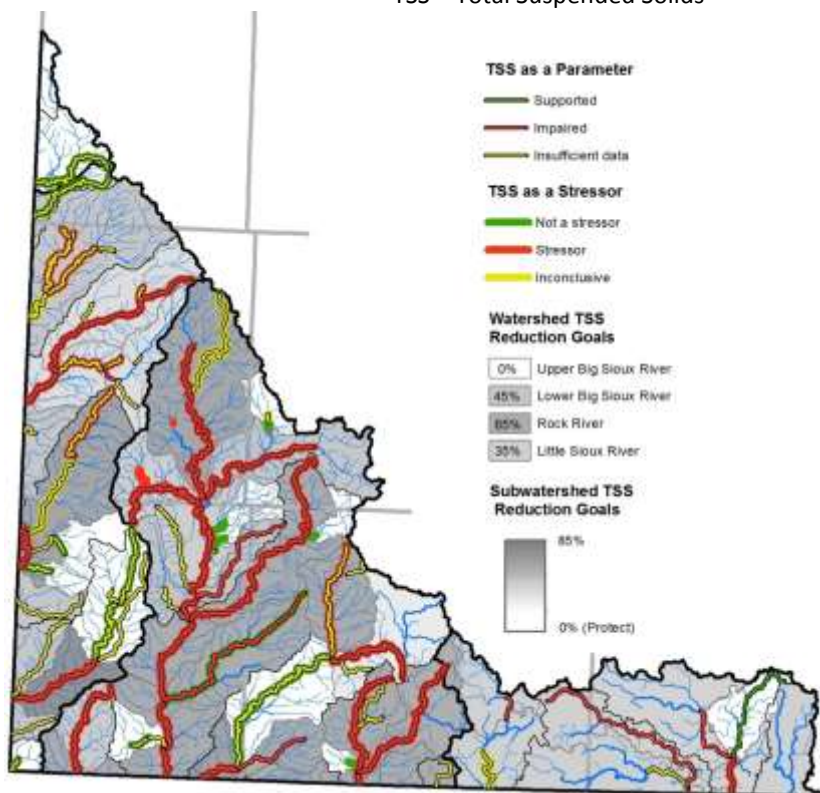 TSS – Total Suspended Solids
TSS as a Parameter
Supported
Impaired
Insufficient data
TSS as a Stressor
Not a stressor
Stressor
Inconclusive
Watershed TSS
Reduction Goals
0% Upper Big Sioux River
45% Lower Big Sioux River
65% Rock River
35% Little Sioux River
Subwatershed TSS
Reduction Goals
85%
0% (Protect)